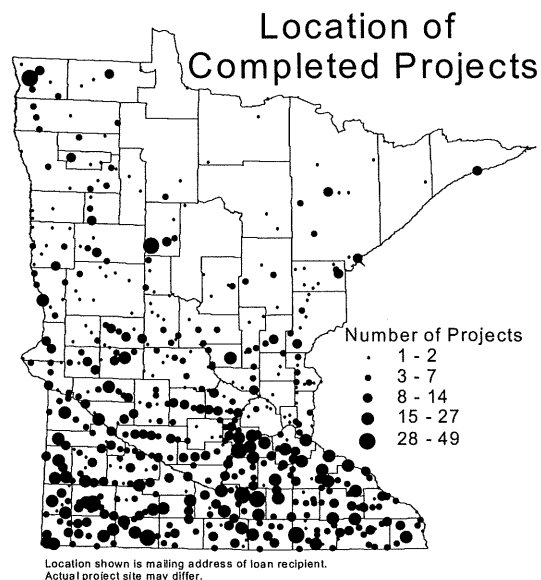 Location of
Completed Projects
Number of Projects
1 - 2
3 - 7
8 - 14
15 - 27
28 - 49
Location shown is mailing address of loan recipient.
Actual project site may differ.